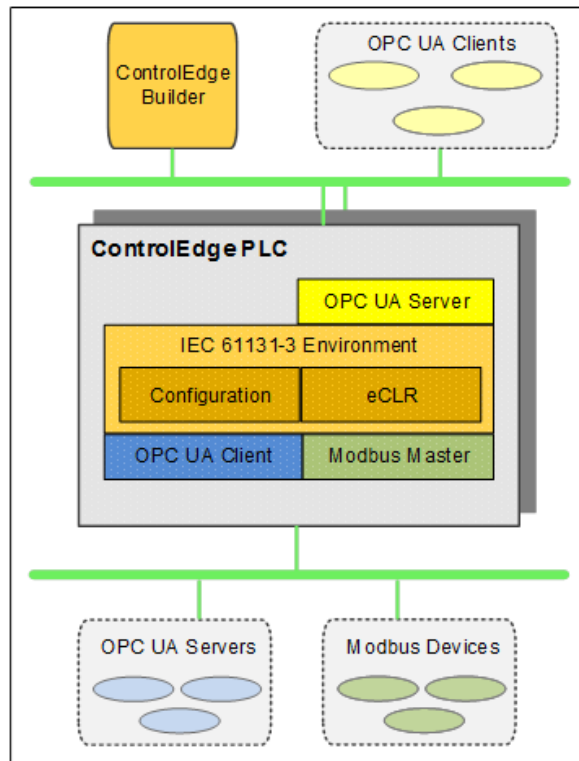 ControlEdge
Builder
OPC UA Clients
ControlEdge PLC
OPC UA Server
IEC 61131-3 Environment
Configuration
eCLR
OPC UA Client
Modbus Master
OPC UA Servers
Modbus Devices